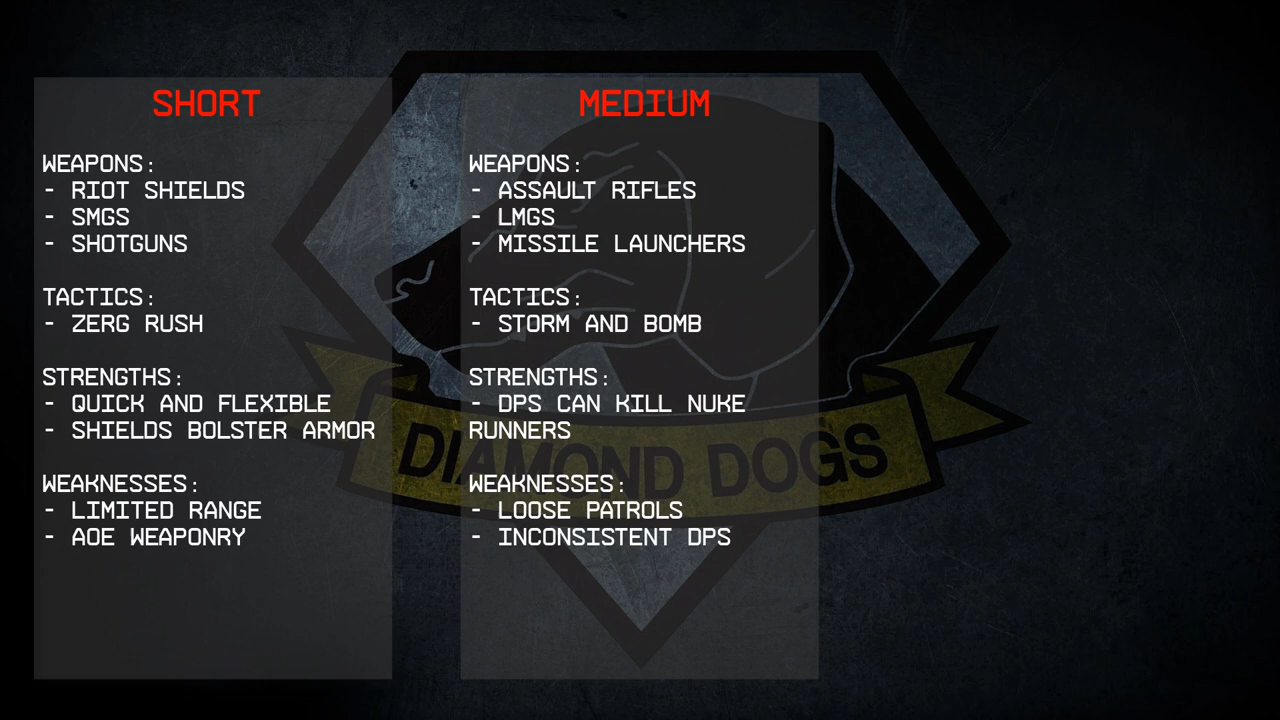 SHORT
WEAPONS:
- RIOT SHIELDS
- SMGS
- SHOTGUNS
TACTICS:
- ZERG RUSH
STRENGTHS:
- QUICK AND FLEXIBLE
- SHIELDS BOLSTER ARMOR
WEAKNESSES:
- LIMITED RANGE
- AOE WEAPONRY
MEDIUM
WEAPONS:
- ASSAULT RIFLES
- LMGS
- MISSILE LAUNCHERS
TACTICS:
- STORM AND BOMB
STRENGTHS:
- DPS CAN KILL NUKE
RUNNERS
WEAKNESSES:
- LOOSE PATROLS
- INCONSISTENT DPS
DIAMOND DOGS